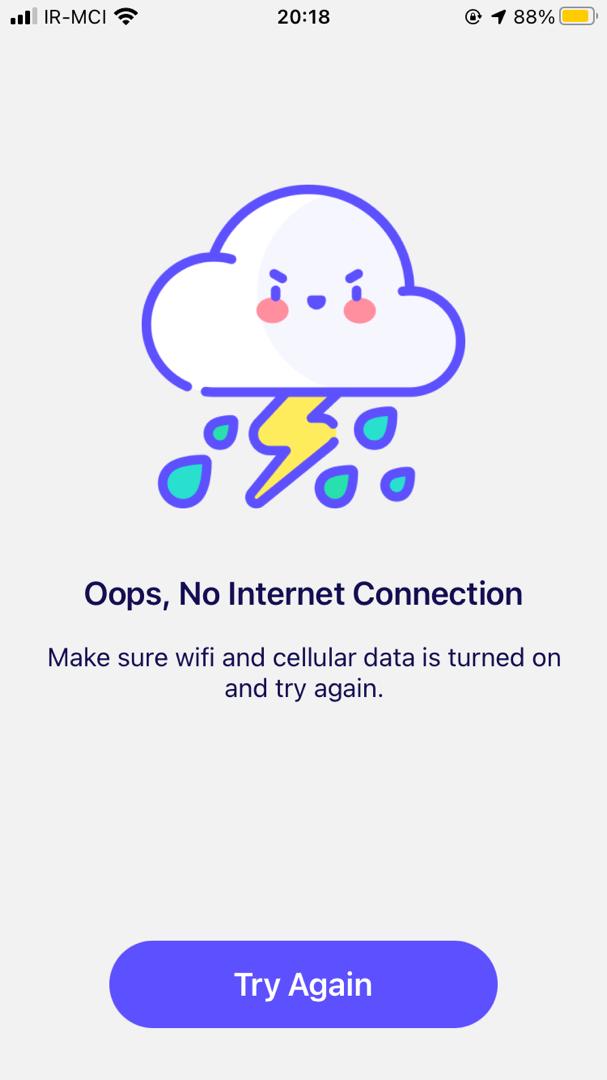 IR-MCI 20:18 88%
Oops, No Internet Connection
Make sure wifi and cellular data is turned on
and try again.
Try Again